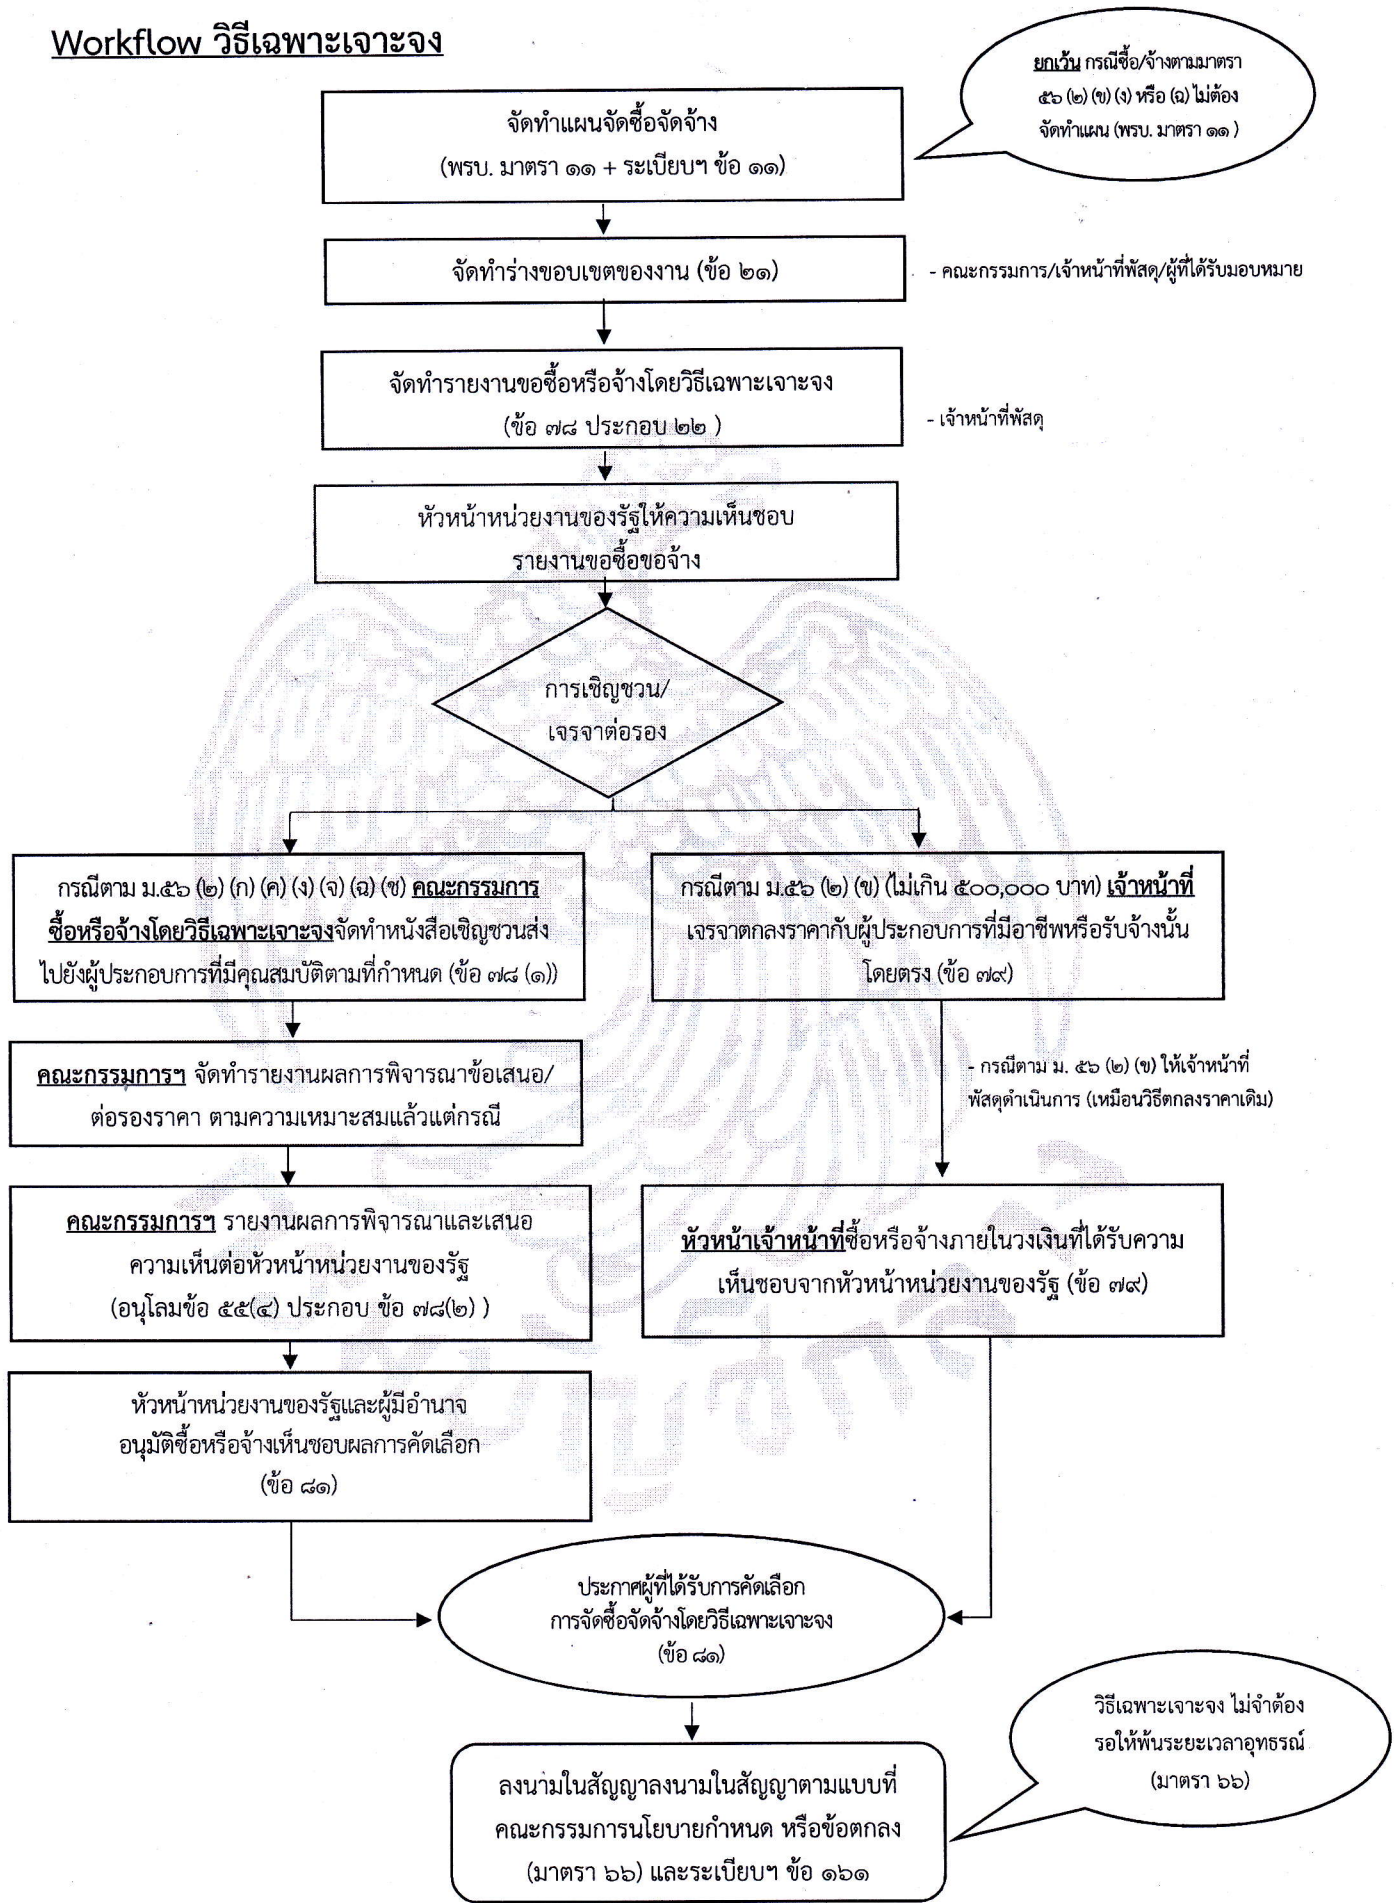 Workflow วิธีเฉพาะเจาะจง
ยกเว้น กรณีซื้อ/จ้างตามมาตรา
๕๖ (๒) (ข) (ง) หรือ (ฉ) ไม่ต้อง
จัดทำแผน (พรบ. มาตรา ๑๑ )
จัดทำแผนจัดซื้อจัดจ้าง
(พรบ. มาตรา ๑๑ + ระเบียบฯ ข้อ ๑๑)
จัดทำร่างขอบเขตของงาน (ข้อ ๒๑)
- คณะกรรมการ/เจ้าหน้าที่พัสดุ/ผู้ที่ได้รับมอบหมาย
จัดทำรายงานขอซื้อหรือจ้างโดยวิธีเฉพาะเจาะจง
(ข้อ ๗๘ ประกอบ ๒๒ )
- เจ้าหน้าที่พัสดุ
หัวหน้าหน่วยงานของรัฐให้ความเห็นชอบ
รายงานขอซื้อขอจ้าง
การเชิญชวน/
เจรจาต่อรอง
กรณีตาม ม.๕๖ (๒) (ก) (ค) (ง) (จ) (ฉ) (ช) คณะกรรมการ
ซื้อหรือจ้างโดยวิธีเฉพาะเจาะจงจัดทำหนังสือเชิญชวนส่ง
ไปยังผู้ประกอบการที่มีคุณสมบัติตามที่กำหนด (ข้อ ๗๘ (๑))
กรณีตาม ม.๕๖ (๒) (ข) (ไม่เกิน ๕๐๐,๐๐๐ บาท) เจ้าหน้าที่
เจรจาตกลงราคากับผู้ประกอบการที่มีอาชีพหรือรับจ้างนั้น
โดยตรง (ข้อ ๗๙)
คณะกรรมการฯ จัดทำรายงานผลการพิจารณาข้อเสนอ/
ต่อรองราคา ตามความเหมาะสมแล้วแต่กรณี
- กรณีตาม ม. ๕๖ (๒) (ข) ให้เจ้าหน้าที่
พัสดุดำเนินการ (เหมือนวิธีตกลงราคาเดิม)
คณะกรรมการฯ รายงานผลการพิจารณาและเสนอ
ความเห็นต่อหัวหน้าหน่วยงานของรัฐ
(อนุโลมข้อ ๕๕(๔) ประกอบ ข้อ ๗๘(๒) )
หัวหน้าเจ้าหน้าที่ซื้อหรือจ้างภายในวงเงินที่ได้รับความ
เห็นชอบจากหัวหน้าหน่วยงานของรัฐ (ข้อ ๗๙)
หัวหน้าหน่วยงานของรัฐและผู้มีอำนาจ
อนุมัติซื้อหรือจ้างเห็นชอบผลการคัดเลือก
(ข้อ ๘๑)
ประกาศผู้ที่ได้รับการคัดเลือก
การจัดซื้อจัดจ้างโดยวิธีเฉพาะเจาะจง
(ข้อ ๘๑)
วิธีเฉพาะเจาะจง ไม่จำต้อง
รอให้พ้นระยะเวลาอุทธรณ์
(มาตรา ๖๖)
ลงนามในสัญญาลงนามในสัญญาตามแบบที่
คณะกรรมการนโยบายกำหนด หรือข้อตกลง
(มาตรา ๖๖) และระเบียบฯ ข้อ ๑๖๑